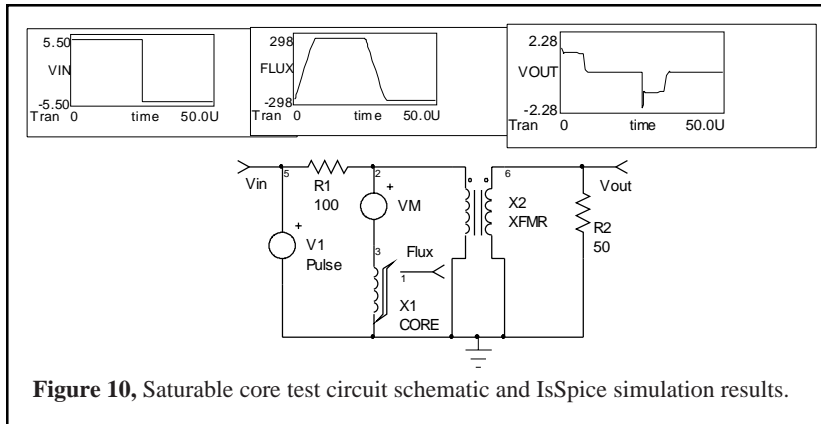 5.50
VIN
-5.50
Tran 0 time 50.0U
298
FLUX
-298
Tran 0 time 50.0U
2.28
VOUT
-2.28
Tran 0 time 50.0U
Vin
5
R1
100
2
+
VM
6
Vout
X2
XFMR
R2
50
+
V1
Pulse
3
Flux
1
X1
CORE
Figure 10, Saturable core test circuit schematic and IsSpice simulation results.